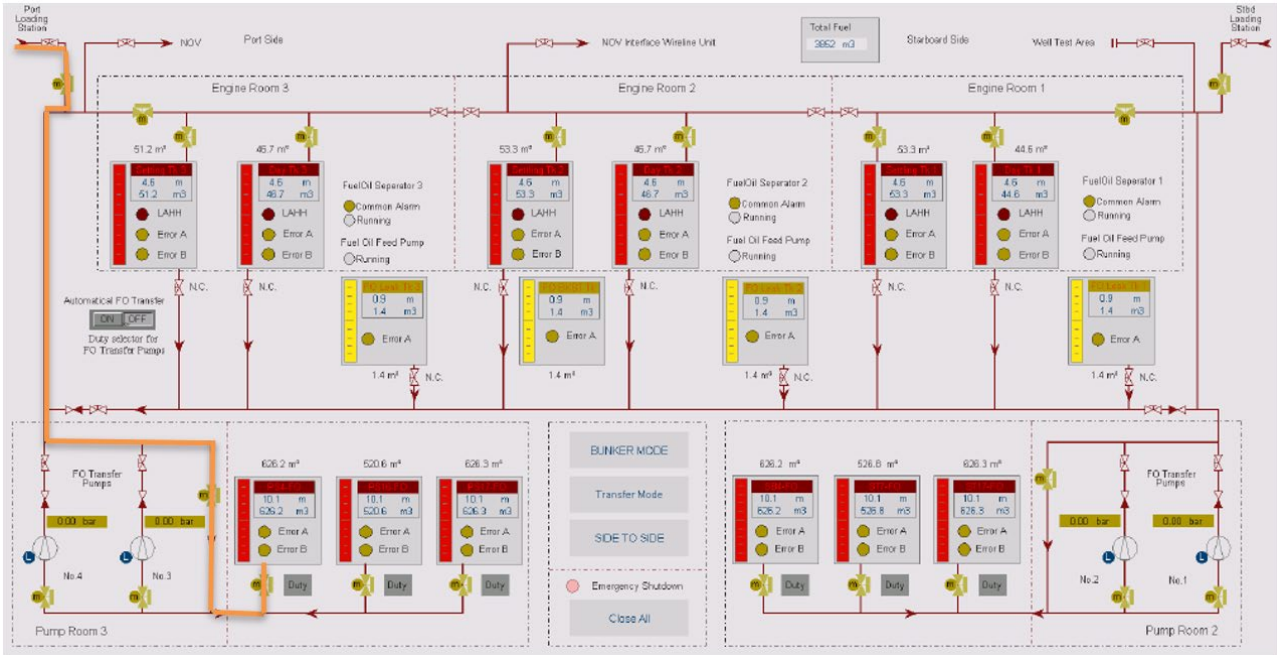 Port
Loading
Station
NOV
Port Side
NOV Interface Wireline Unit
Total Fuel
3852 m3
Starboard Side
Well Test Area
Stbd
Loading
Station
Engine Room 3
Engine Room 2
Engine Room 1
51.2 m³
46.7 m³
53.3 m³
46.7 m³
53.3 m³
44.6 m³
4.6 m
51.2 m3
LAHH
Error A
Error B
4.6 m
46.7 m3
LAHH
Error A
Error B
FuelOil Seperator 3
Common Alarm
Running
Fuel Oil Feed Pump
Running
4.6 m
53.3 m3
LAHH
Error A
Error B
4.6 m
46.7 m3
LAHH
Error A
Error B
FuelOil Seperator 2
Common Alarm
Running
Fuel Oil Feed Pump
Running
4.6 m
53.3 m3
LAHH
Error A
Error B
4.6 m
44.6 m3
LAHH
Error A
Error B
FuelOil Seperator 1
Common Alarm
Running
Fuel Oil Feed Pump
Running
N.C.
N.C.
N.C.
N.C.
N.C.
N.C.
Automatical FO Transfer
ON OFF
Duty selector for
FO Transfer Pumps
0.9 m
1.4 m3
Error A
1.4 m³
N.C.
0.9 m
1.4 m3
Error A
1.4 m³
0.9 m
1.4 m3
Error A
1.4 m³
N.C.
0.9 m
1.4 m3
Error A
1.4 m³
N.C.
FO Transfer
Pumps
0.00 bar
0.00 bar
No.4
No.3
Pump Room 3
626.2 m³
520.6 m³
626.3 m³
10.1 m
626.2 m3
Error A
Error B
Duty
10.1 m
520.6 m3
Error A
Error B
Duty
10.1 m
626.3 m3
Error A
Error B
Duty
BUNKER MODE
Transfer Mode
SIDE TO SIDE
Emergency Shutdown
Close All
626.2 m³
526.8 m³
626.3 m³
10.1 m
626.2 m3
Error A
Error B
Duty
10.1 m
526.8 m3
Error A
Error B
Duty
10.1 m
626.3 m3
Error A
Error B
Duty
FO Transfer
Pumps
0.00 bar
0.00 bar
No.2
No.1
Pump Room 2